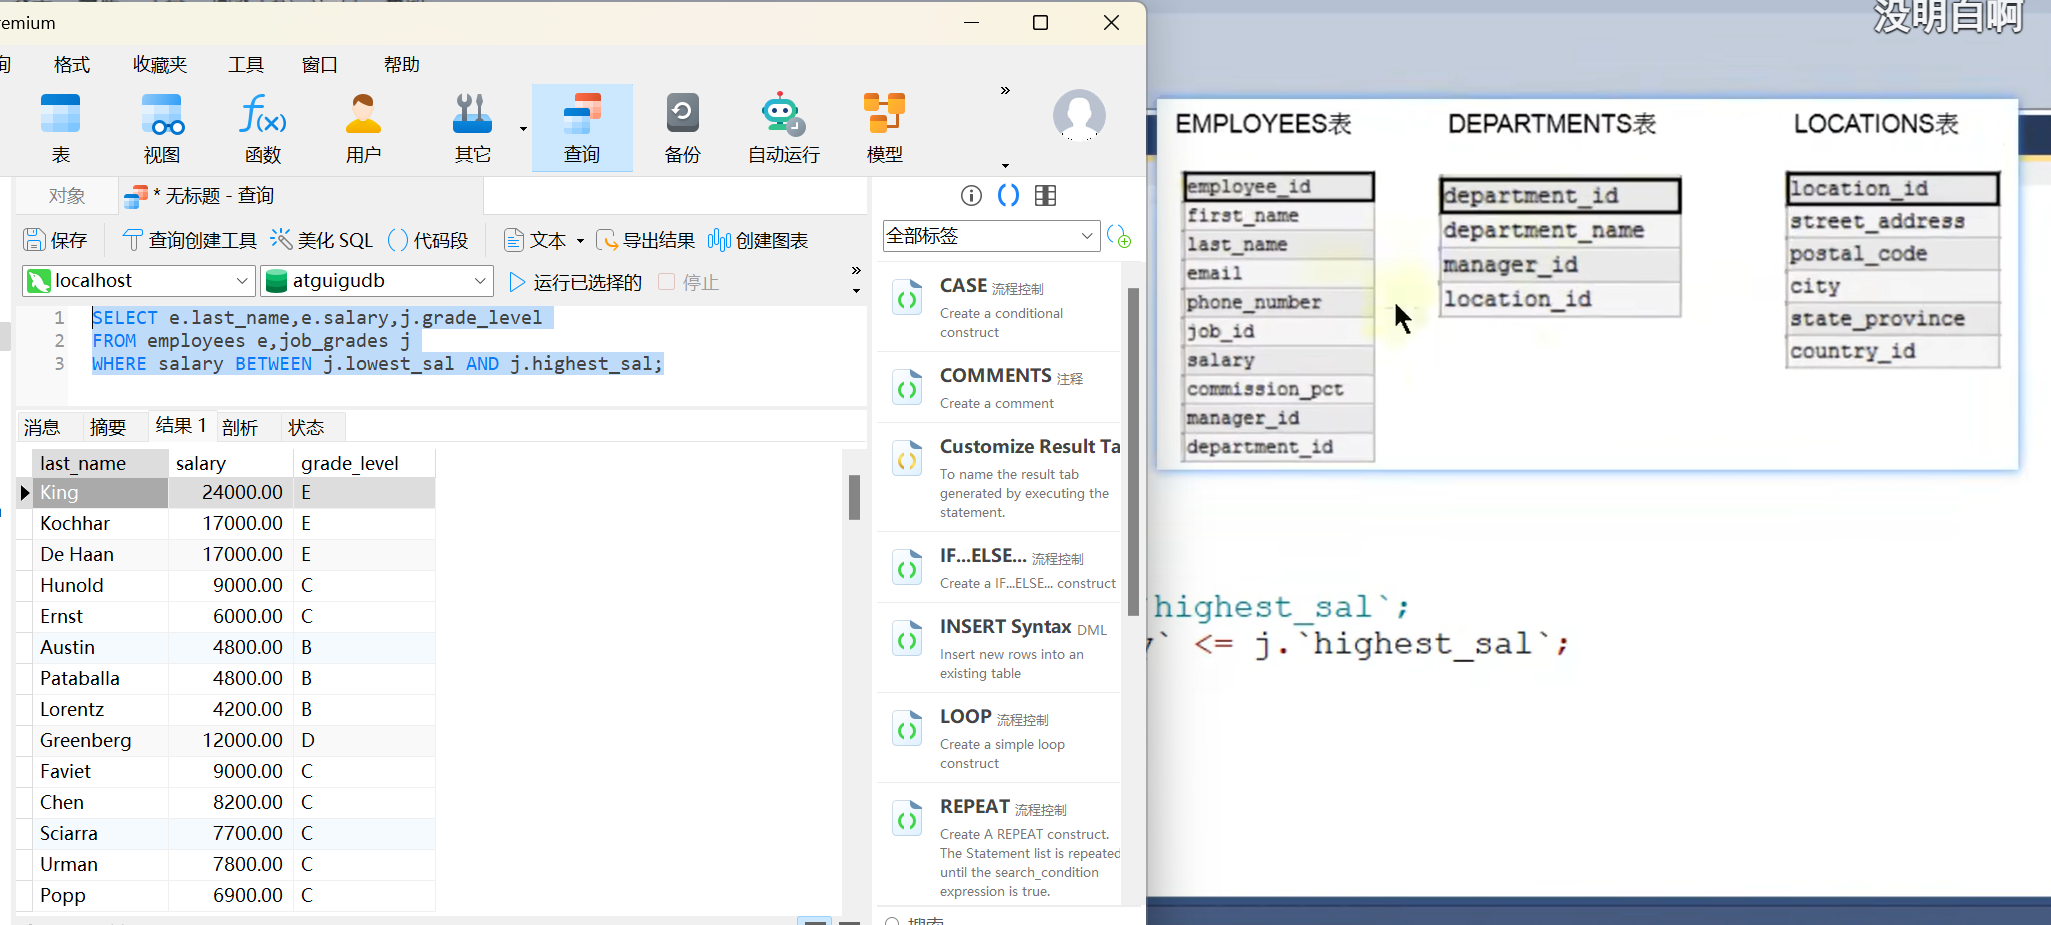 remium
没明白啊
询 格式 收藏夹 工具 窗口 帮助
表 视图 函数 用户 其它 查询 备份 自动运行 模型
对象 * 无标题 - 查询
保存 查询创建工具 美化 SQL 代码段 文本 导出结果 创建图表
localhost atguigudb 运行已选择的 停止
1 SELECT e.last_name,e.salary,j.grade_level
2 FROM employees e,job_grades j
3 WHERE salary BETWEEN j.lowest_sal AND j.highest_sal;
消息 摘要 结果 1 剖析 状态
last_name salary grade_level
King 24000.00 E
Kochhar 17000.00 E
De Haan 17000.00 E
Hunold 9000.00 C
Ernst 6000.00 C
Austin 4800.00 B
Pataballa 4800.00 B
Lorentz 4200.00 B
Greenberg 12000.00 D
Faviet 9000.00 C
Chen 8200.00 C
Sciarra 7700.00 C
Urman 7800.00 C
Popp 6900.00 C
全部标签
CASE 流程控制
Create a conditional
construct
COMMENTS 注释
Create a comment
Customize Result Ta
To name the result tab
generated by executing the
statement.
IF...ELSE... 流程控制
Create a IF...ELSE... construct
INSERT Syntax DML
Insert new rows into an
existing table
LOOP 流程控制
Create a simple loop
construct
REPEAT 流程控制
Create A REPEAT construct.
The Statement list is repeated
until the search_condition
expression is true.
搜索
EMPLOYEES表
employee_id
first_name
last_name
email
phone_number
job_id
salary
commission_pct
manager_id
department_id
DEPARTMENTS表
department_id
department_name
manager_id
location_id
LOCATIONS表
location_id
street_address
postal_code
city
state_province
country_id
highest_sal`;
y` <= j.`highest_sal`;